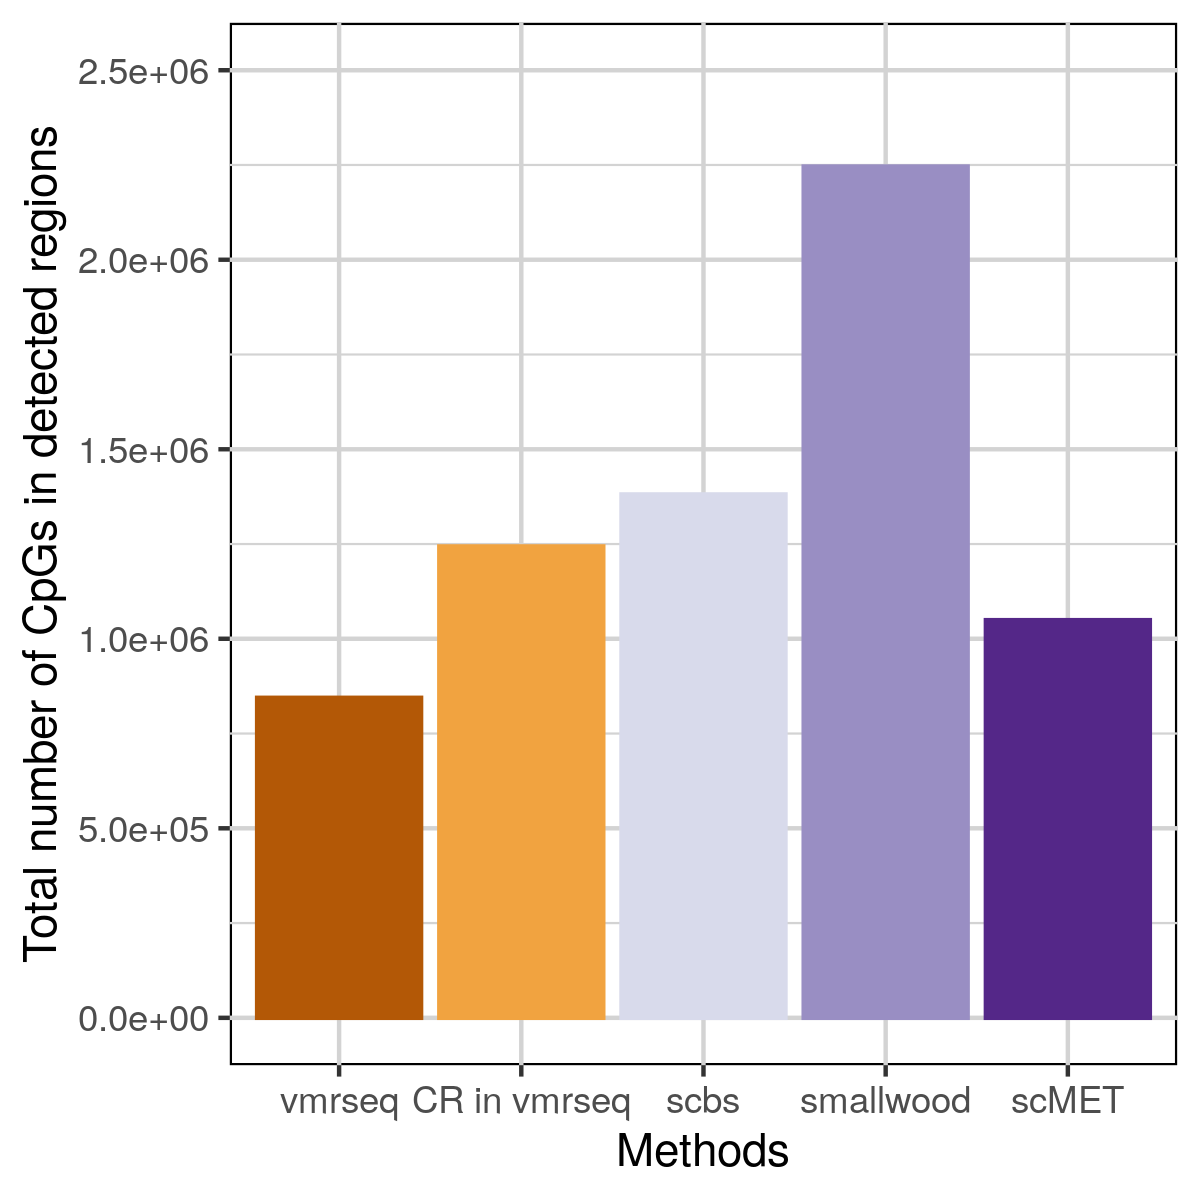 Total number of CpGs in detected regions
2.5e+06
2.0e+06
1.5e+06
1.0e+06
5.0e+05
0.0e+00
vmrseq CR in vmrseq scbs smallwood scMET
Methods